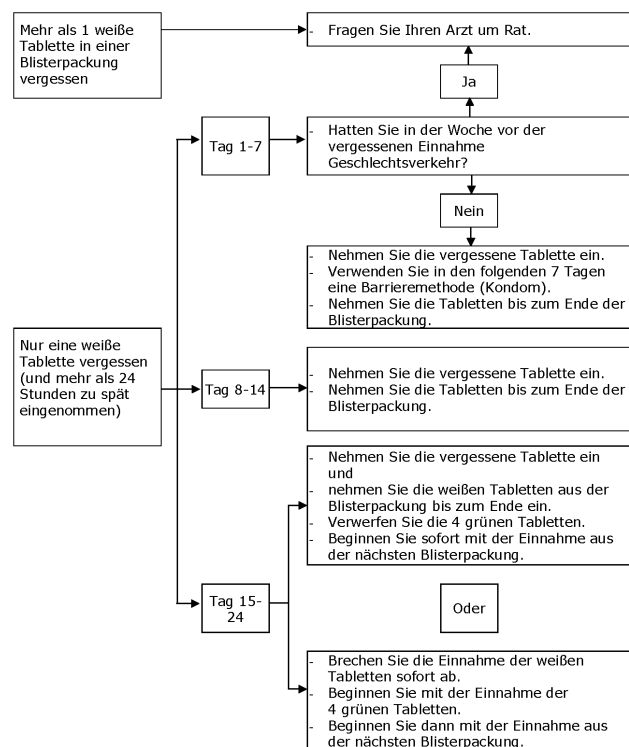 Mehr als 1 weiße
Tablette in einer
Blisterpackung
vergessen
- Fragen Sie Ihren Arzt um Rat.
Ja
Tag 1-7
- Hatten Sie in der Woche vor der
vergessenen Einnahme
Geschlechtsverkehr?
Nein
- Nehmen Sie die vergessene Tablette ein.
- Verwenden Sie in den folgenden 7 Tagen
eine Barrieremethode (Kondom).
- Nehmen Sie die Tabletten bis zum Ende der
Blisterpackung.
Nur eine weiße
Tablette vergessen
(und mehr als 24
Stunden zu spät
eingenommen)
Tag 8-14
- Nehmen Sie die vergessene Tablette ein.
- Nehmen Sie die Tabletten bis zum Ende der
Blisterpackung.
- Nehmen Sie die vergessene Tablette ein
und
- nehmen Sie die weißen Tabletten aus der
Blisterpackung bis zum Ende ein.
- Verwerfen Sie die 4 grünen Tabletten.
- Beginnen Sie sofort mit der Einnahme aus
der nächsten Blisterpackung.
Tag 15-
24
Oder
- Brechen Sie die Einnahme der weißen
Tabletten sofort ab.
- Beginnen Sie mit der Einnahme der
4 grünen Tabletten.
- Beginnen Sie dann mit der Einnahme aus
der nächsten Blisterpackung.